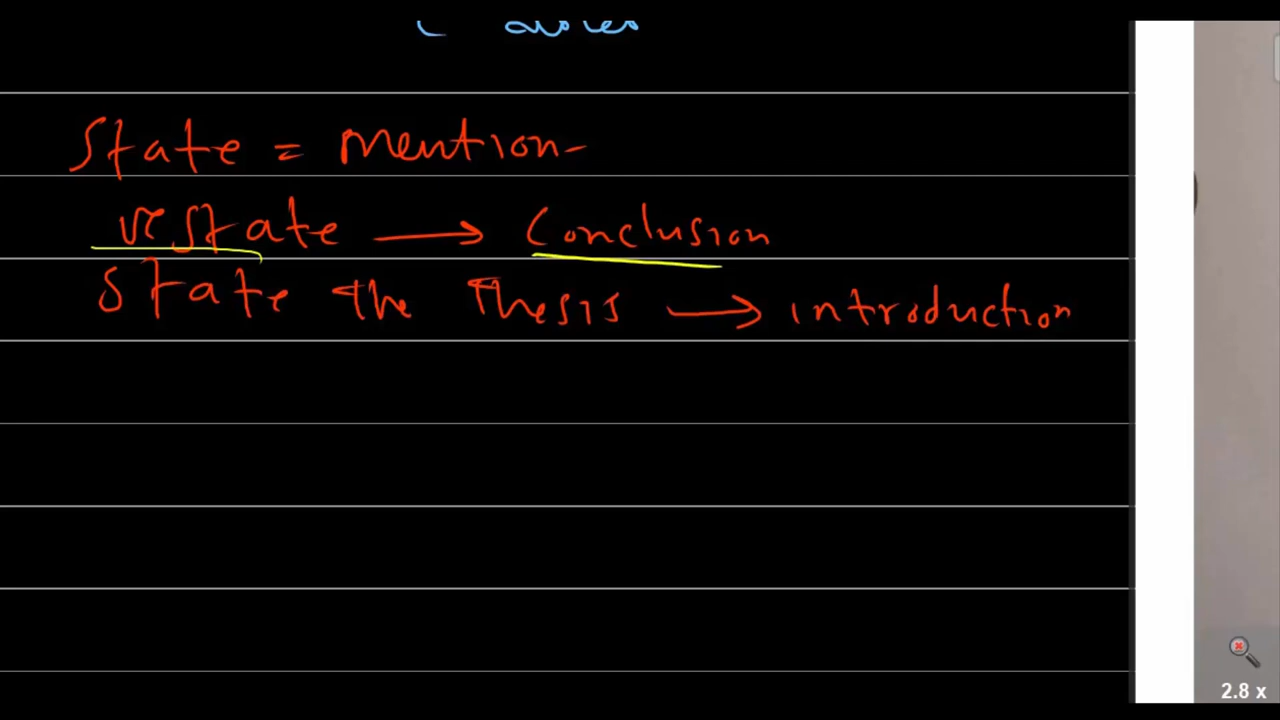 State = Mention
restate → Conclusion
State the Thesis → introduction
2.8 x